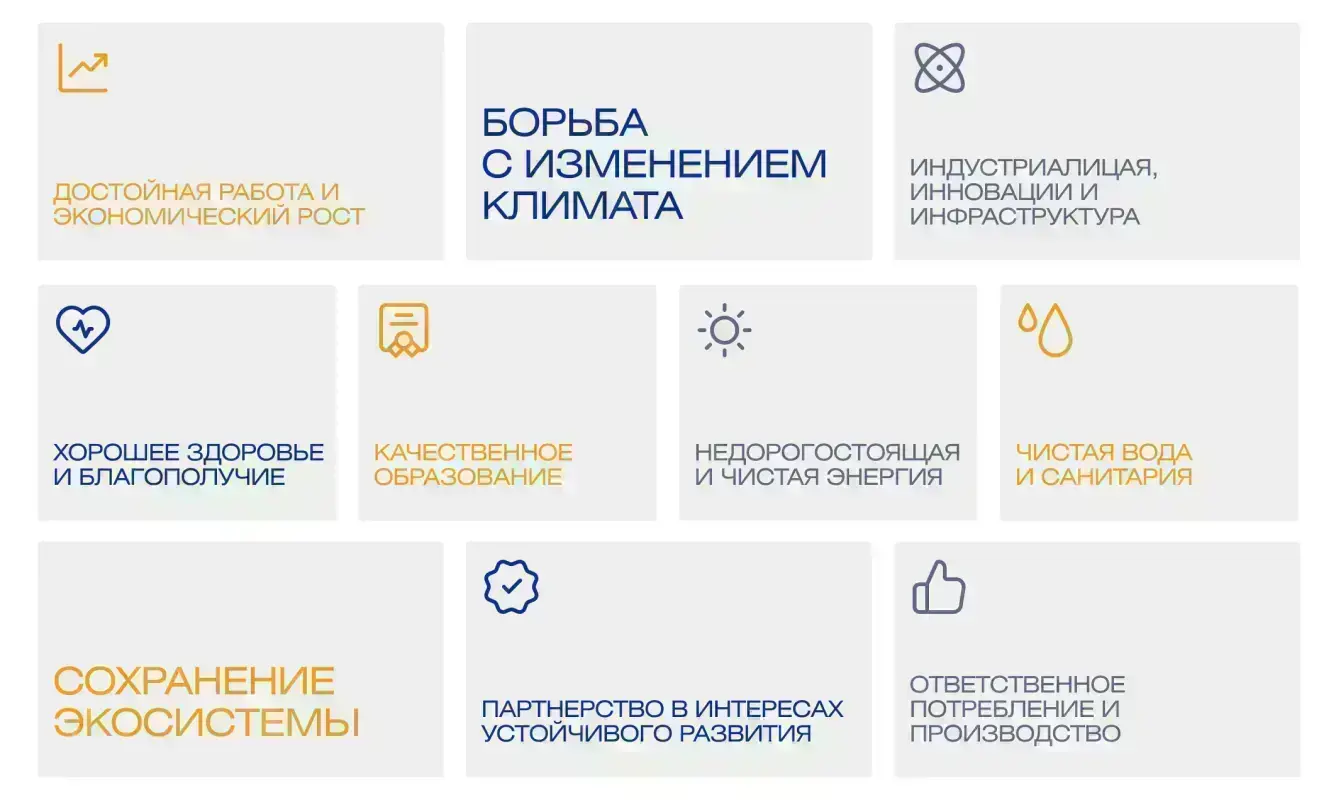 ДОСТОЙНАЯ РАБОТА И
ЭКОНОМИЧЕСКИЙ РОСТ
БОРЬБА
С ИЗМЕНЕНИЕМ
КЛИМАТА
ИНДУСТРИАЛИЦАЯ,
ИННОВАЦИИ И
ИНФРАСТРУКТУРА
ХОРОШЕЕ ЗДОРОВЬЕ
И БЛАГОПОЛУЧИЕ
КАЧЕСТВЕННОЕ
ОБРАЗОВАНИЕ
НЕДОРОГОСТОЯЩАЯ
И ЧИСТАЯ ЭНЕРГИЯ
ЧИСТАЯ ВОДА
И САНИТАРИЯ
СОХРАНЕНИЕ
ЭКОСИСТЕМЫ
ПАРТНЕРСТВО В ИНТЕРЕСАХ
УСТОЙЧИВОГО РАЗВИТИЯ
ОТВЕТСТВЕННОЕ
ПОТРЕБЛЕНИЕ И
ПРОИЗВОДСТВО